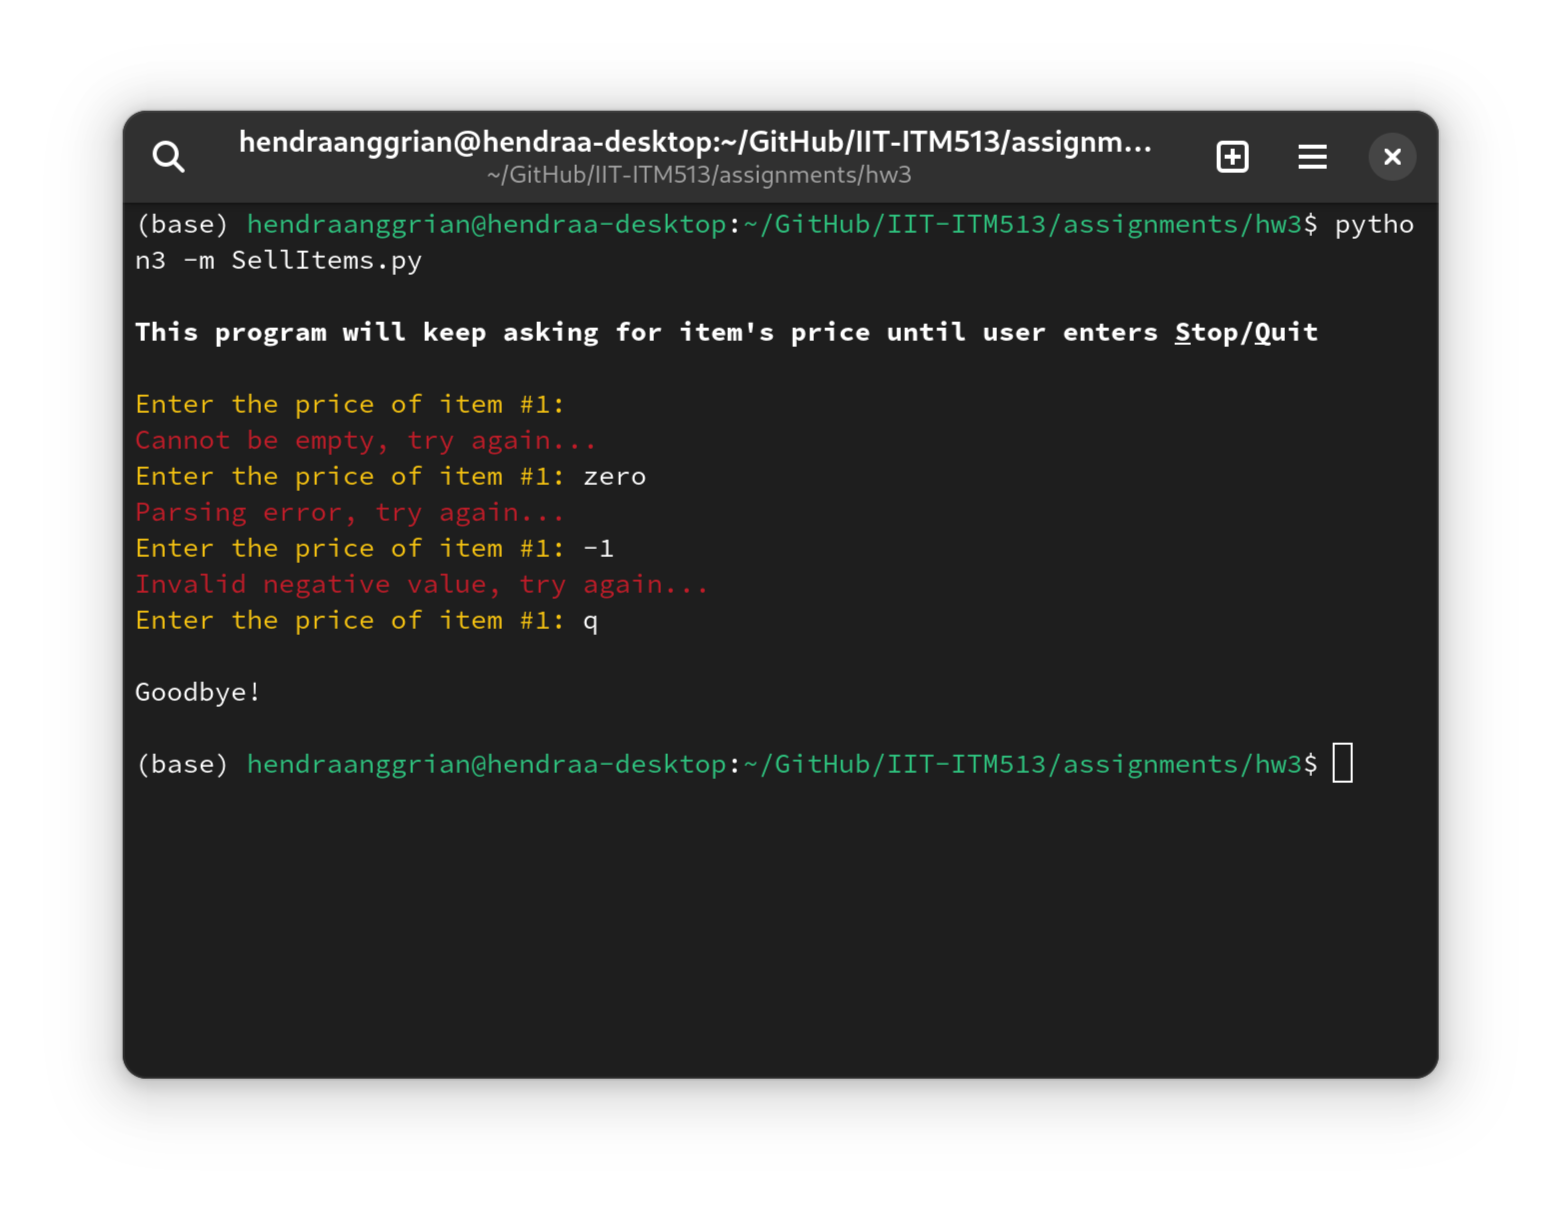 hendraanggrian@hendraa-desktop:~/GitHub/IIT-ITM513/assignm...
~/GitHub/IIT-ITM513/assignments/hw3
(base) hendraanggrian@hendraa-desktop:~/GitHub/IIT-ITM513/assignments/hw3$ pytho
n3 -m SellItems.py
This program will keep asking for item's price until user enters Stop/Quit
Enter the price of item #1:
Cannot be empty, try again...
Enter the price of item #1: zero
Parsing error, try again...
Enter the price of item #1: -1
Invalid negative value, try again...
Enter the price of item #1: q
Goodbye!
(base) hendraanggrian@hendraa-desktop:~/GitHub/IIT-ITM513/assignments/hw3$